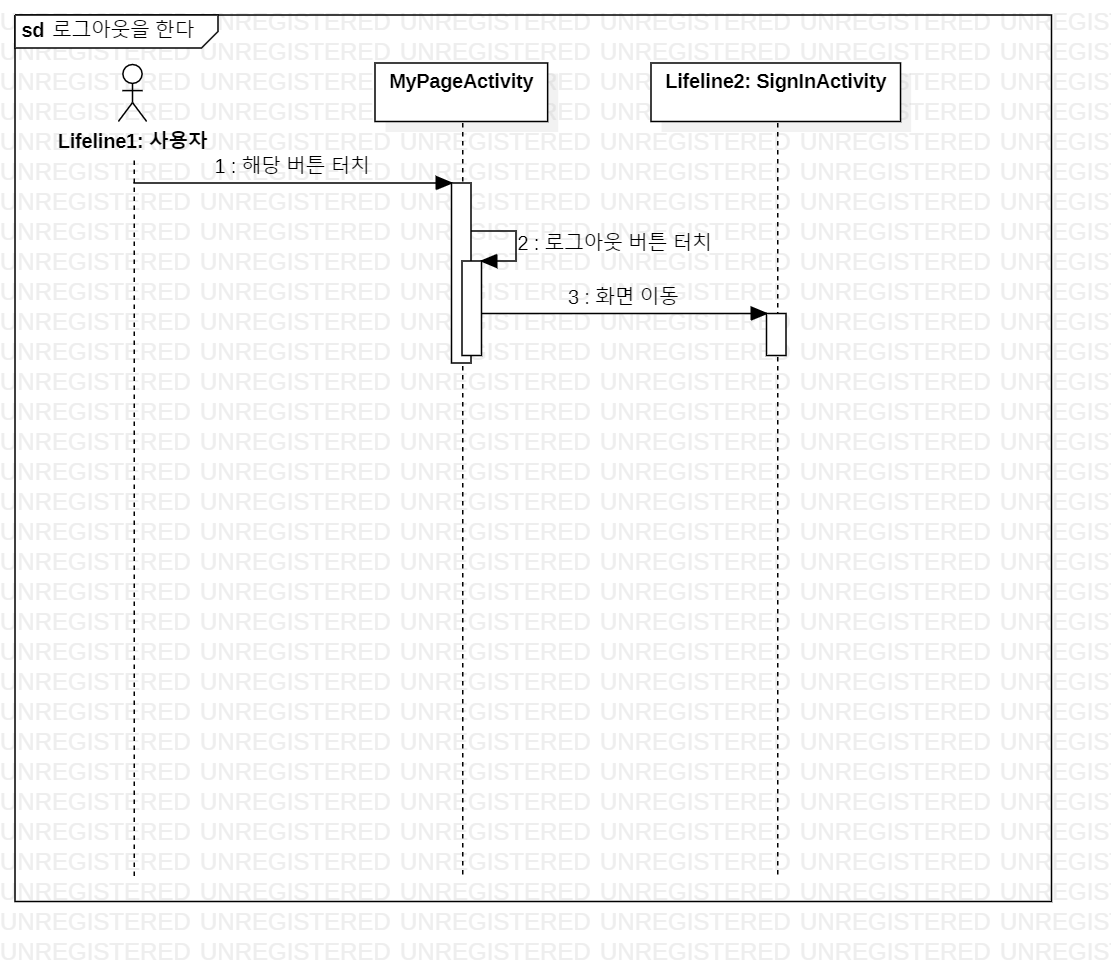 sd 로그아웃을 한다
MyPageActivity
Lifeline2: SignInActivity
Lifeline1: 사용자
1 : 해당 버튼 터치
2 : 로그아웃 버튼 터치
3 : 화면 이동
UNREGISTERED